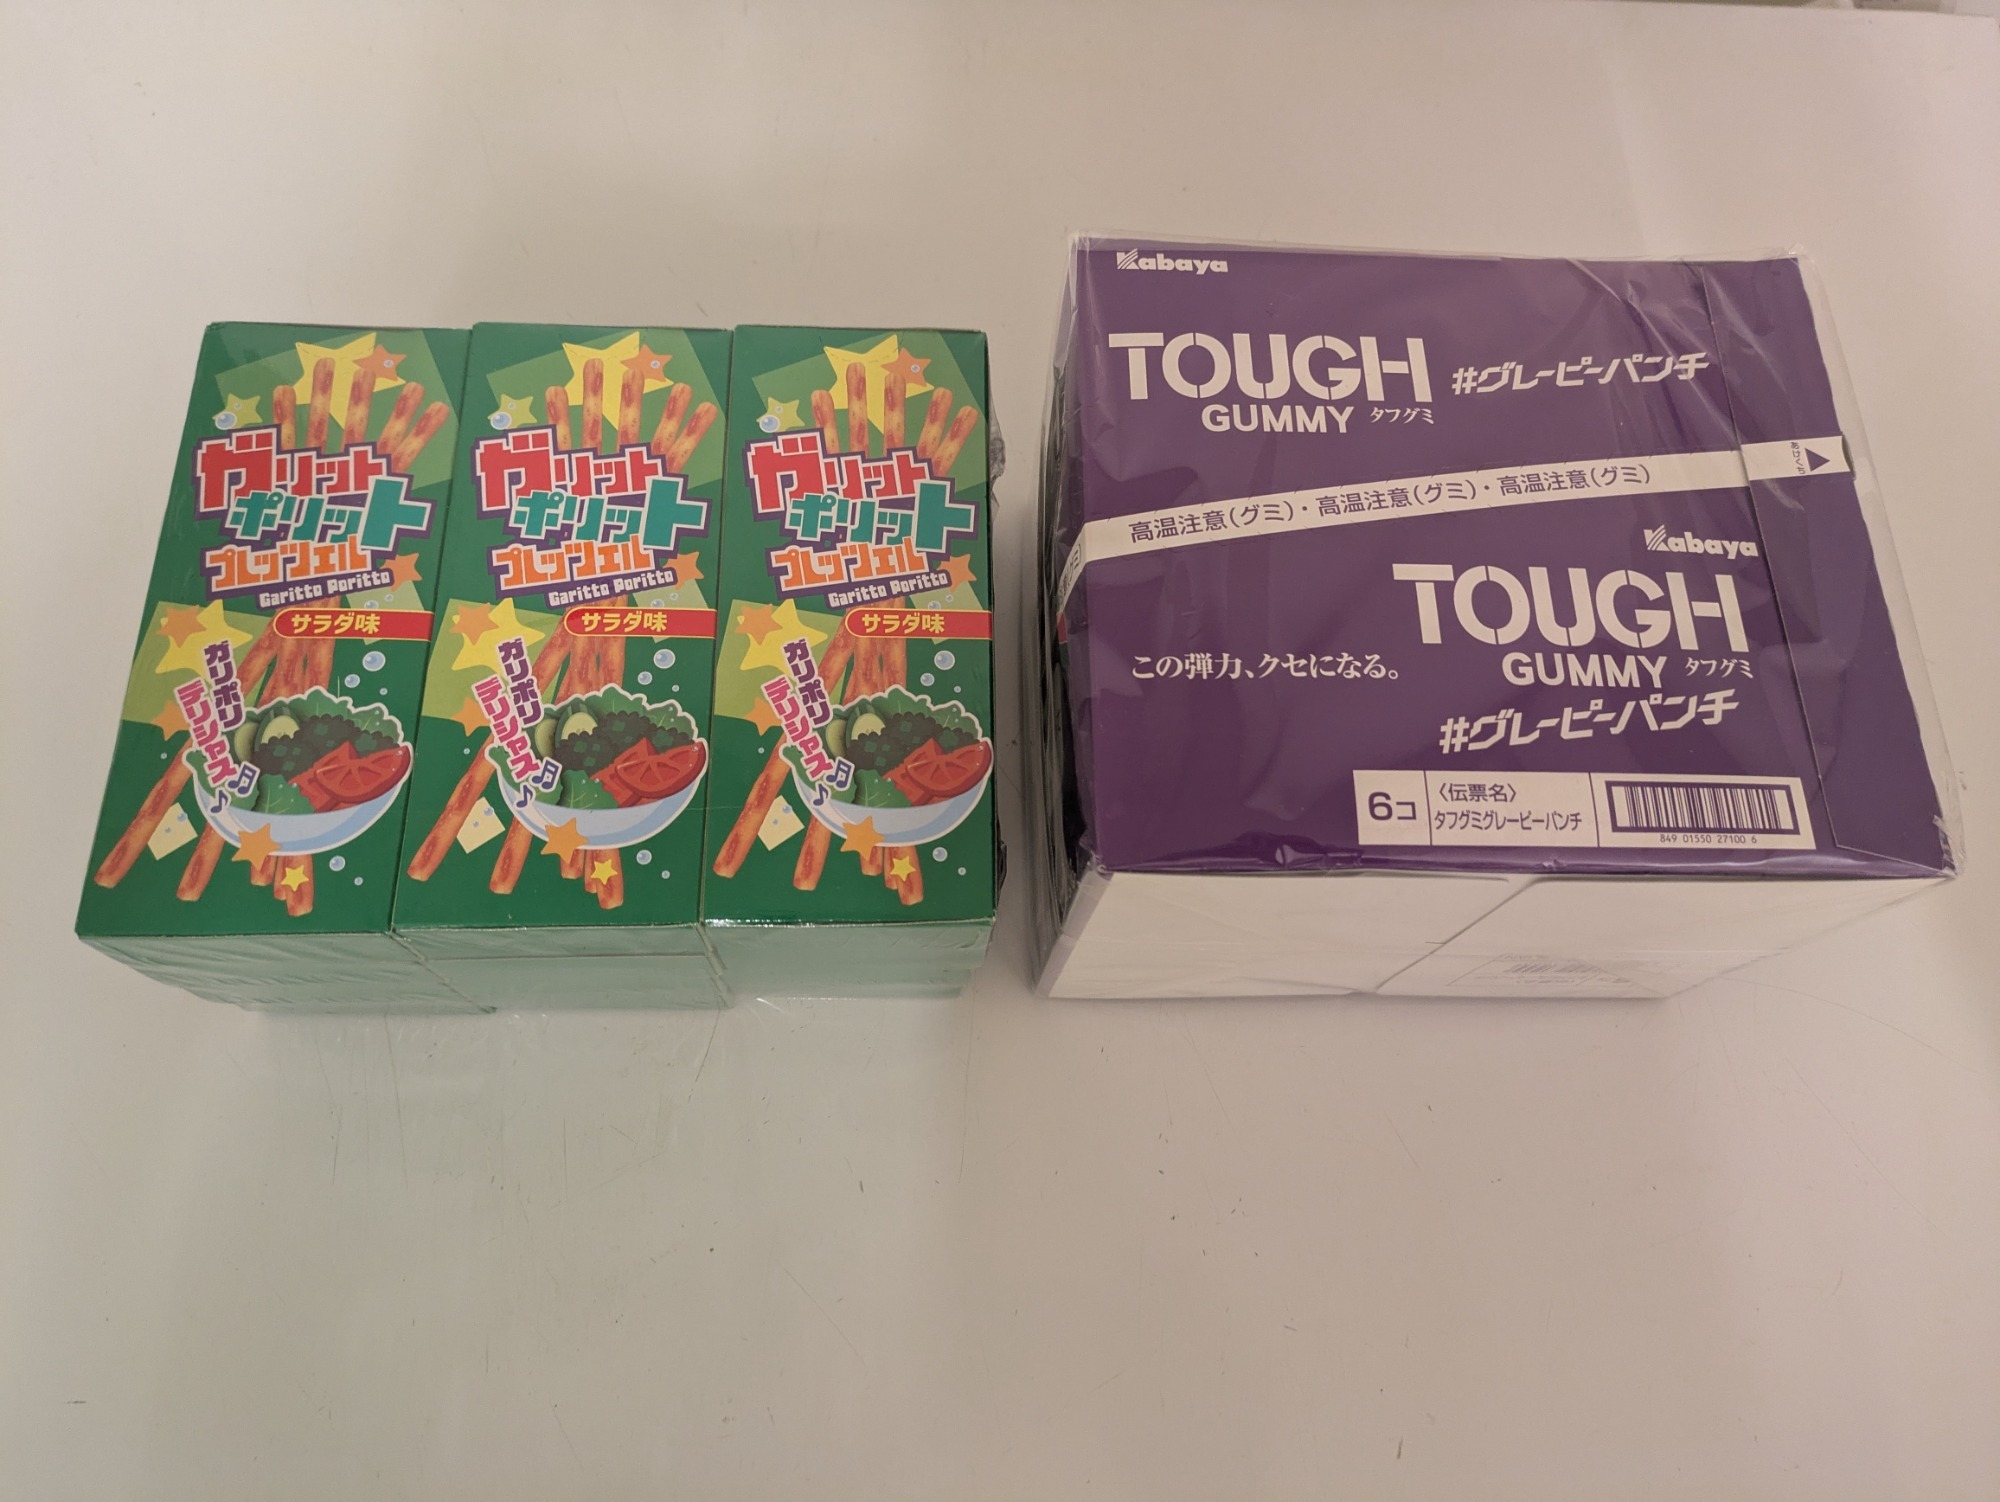 ガリット
ポリット
プレッツェル
Garitto Poritto
サラダ味
ガリポリ
デリシャス
ガリット
ポリット
プレッツェル
Garitto Poritto
サラダ味
ガリポリ
デリシャス
ガリット
ポリット
プレッツェル
Garitto Poritto
サラダ味
ガリポリ
デリシャス
Kabaya
TOUGH
GUMMY タフグミ
#グレーピーパンチ
あけくち
高温注意(グミ)・高温注意(グミ)・高温注意(グミ)
Kabaya
TOUGH
GUMMY タフグミ
この弾力、クセになる。
#グレーピーパンチ
6コ
〈伝票名〉
タフグミグレーピーパンチ
849 01550 27100 6